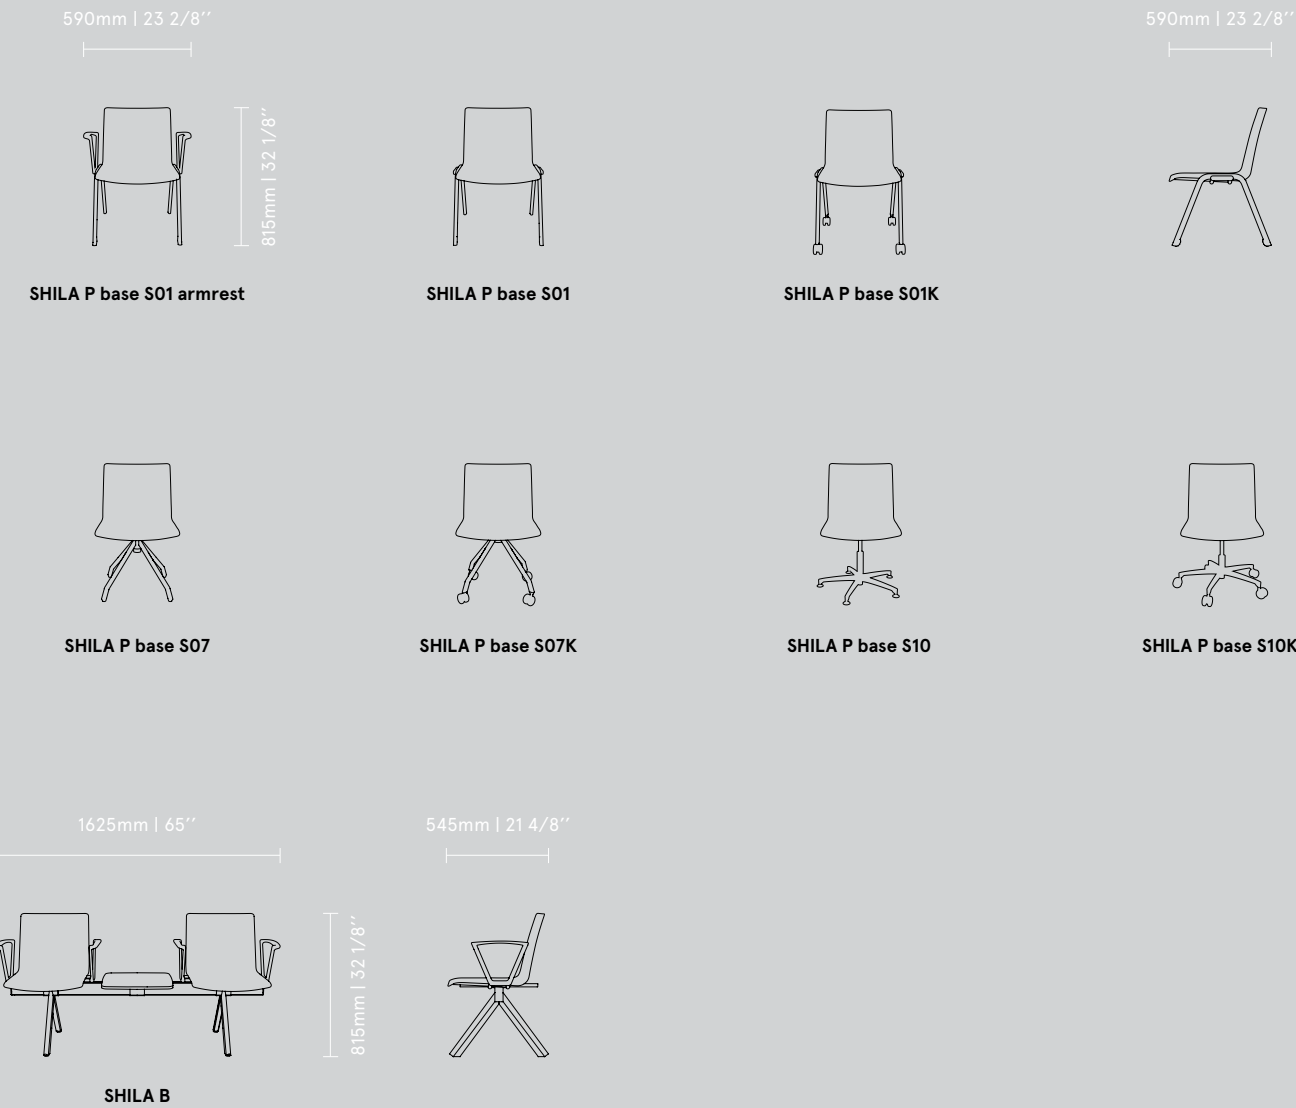 590mm | 23 2/8’’
590mm | 23 2/8’’
815mm | 32 1/8’’
SHILA P base S01 armrest
SHILA P base S01
SHILA P base S01K
SHILA P base S07
SHILA P base S07K
SHILA P base S10
SHILA P base S10K
1625mm | 65’’
545mm | 21 4/8’’
815mm | 32 1/8’’
SHILA B